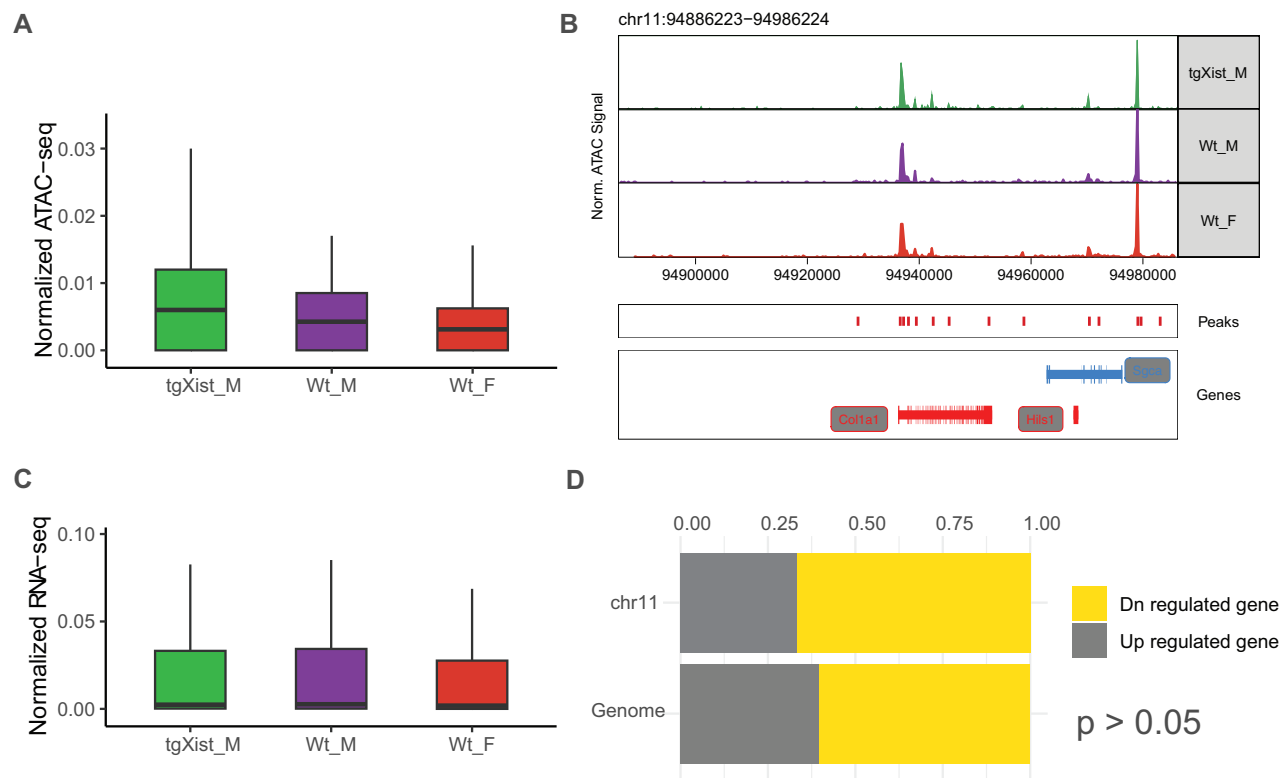 A
Normalized ATAC−seq
0.03
0.02
0.01
0.00
tgXist_M Wt_M Wt_F
B
chr11:94886223−94986224
Norm. ATAC Signal
tgXist_M
Wt_M
Wt_F
94900000 94920000 94940000 94960000 94980000
Peaks
Sgca
Genes
Col1a1 Hils1
C
Normalized RNA−seq
0.10
0.05
0.00
tgXist_M Wt_M Wt_F
D
0.00 0.25 0.50 0.75 1.00
chr11
Genome
Dn regulated gene
Up regulated gene
p > 0.05